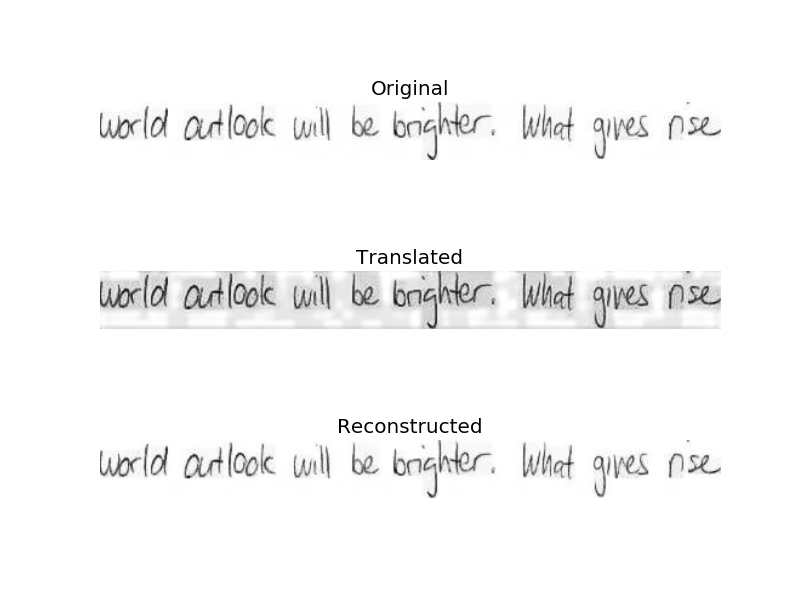 Original
world outlook will be brighter. What gives rise
Translated
world outlook will be brighter. What gives rise
Reconstructed
world outlook will be brighter. What gives rise